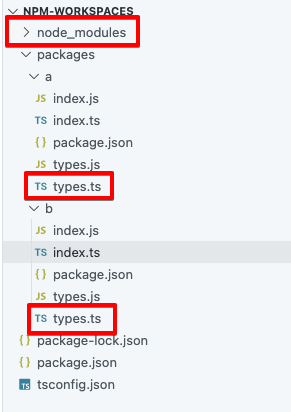 NPM-WORKSPACES
node_modules
packages
a
JS index.js
TS index.ts
{} package.json
JS types.js
TS types.ts
b
JS index.js
TS index.ts
{} package.json
JS types.js
TS types.ts
{} package-lock.json
{} package.json
TS tsconfig.json